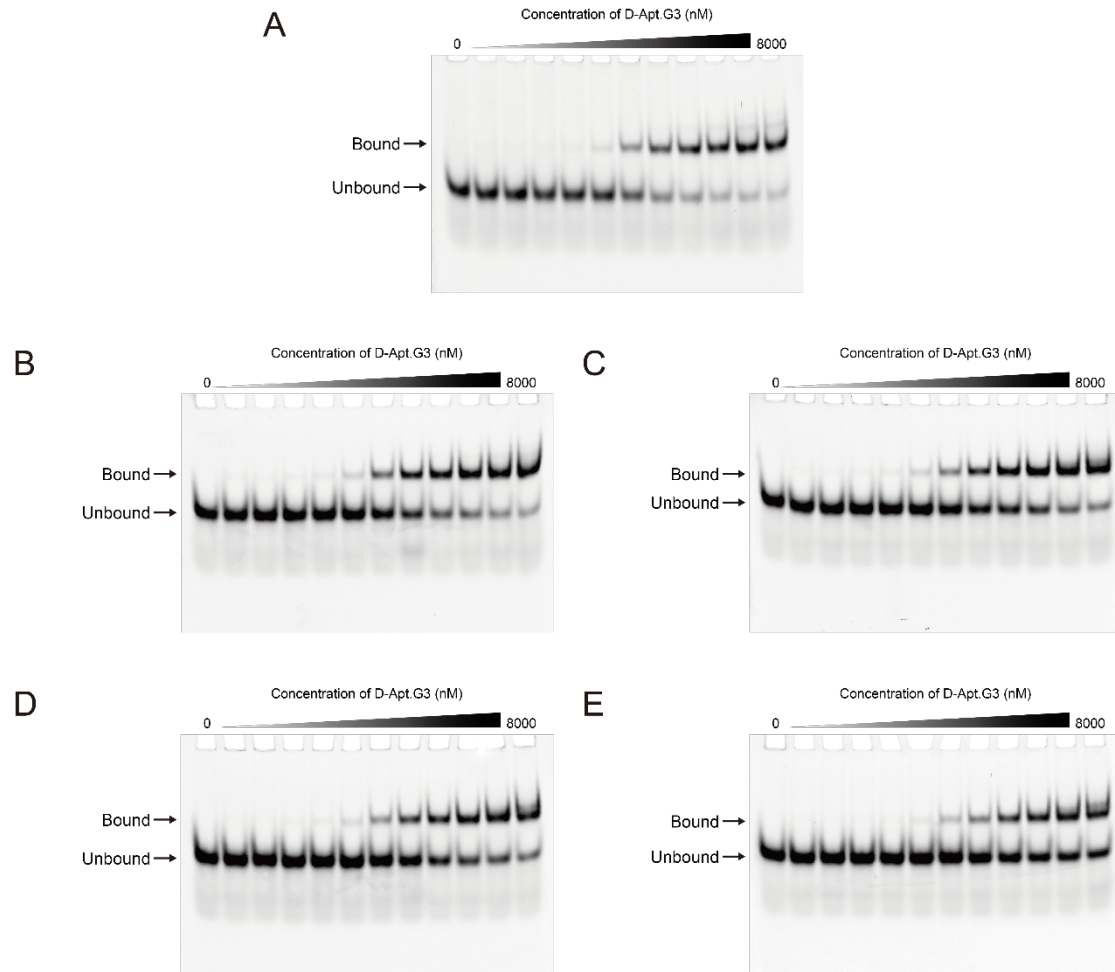 A
Concentration of D-Apt.G3 (nM)
0 8000
Bound
Unbound
B
Concentration of D-Apt.G3 (nM)
0 8000
Bound
Unbound
C
Concentration of D-Apt.G3 (nM)
0 8000
Bound
Unbound
D
Concentration of D-Apt.G3 (nM)
0 8000
Bound
Unbound
E
Concentration of D-Apt.G3 (nM)
0 8000
Bound
Unbound